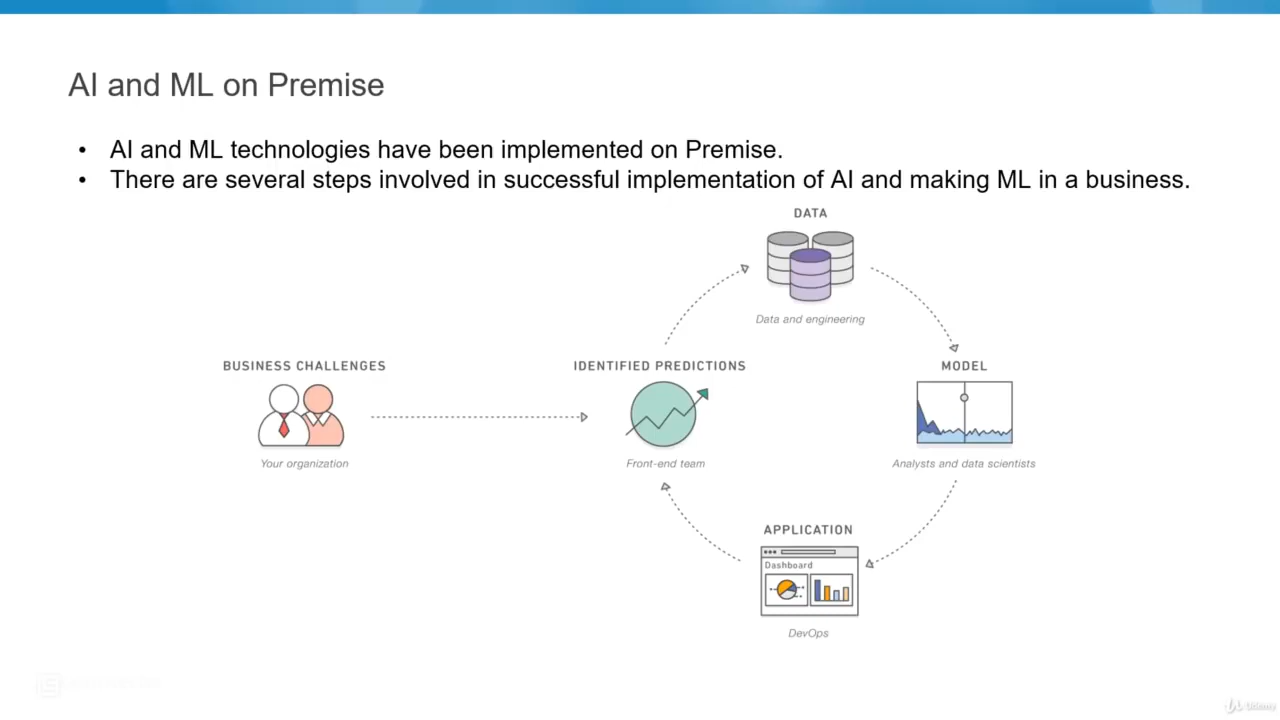 AI and ML on Premise
• AI and ML technologies have been implemented on Premise.
• There are several steps involved in successful implementation of AI and making ML in a business.
DATA
Data and engineering
BUSINESS CHALLENGES
Your organization
IDENTIFIED PREDICTIONS
Front-end team
MODEL
Analysts and data scientists
APPLICATION
Dashboard
DevOps
Udemy